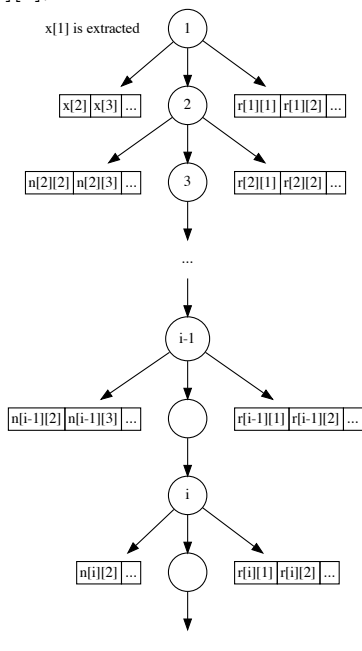 x[1] is extracted
1
x[2] x[3] ...
2
r[1][1] r[1][2] ...
n[2][2] n[2][3] ...
3
r[2][1] r[2][2] ...
...
i-1
n[i-1][2] n[i-1][3] ...
r[i-1][1] r[i-1][2] ...
i
n[i][2] ...
r[i][1] r[i][2] ...